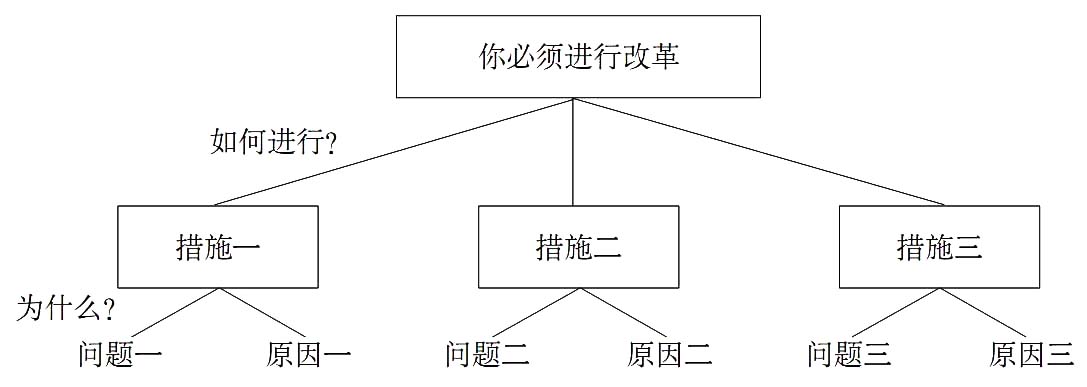 你必须进行改革
如何进行?
措施一
措施二
措施三
为什么?
问题一
原因一
问题二
原因二
问题三
原因三